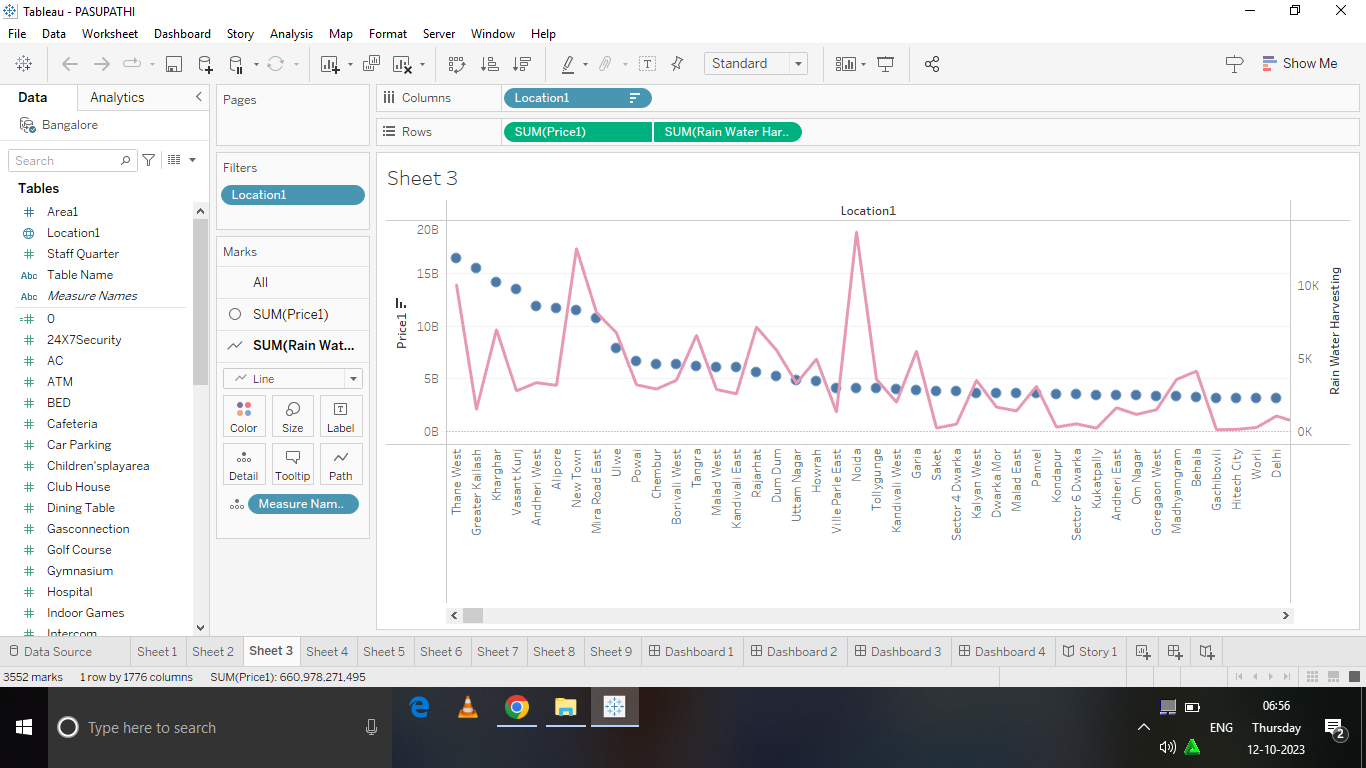 Tableau - PASUPATHI
File Data Worksheet Dashboard Story Analysis Map Format Server Window Help
Standard
Show Me
Data Analytics
Bangalore
Search
Tables
Area1
Location1
Staff Quarter
Abc Table Name
Abc Measure Names
0
24X7Security
AC
ATM
BED
Cafeteria
Car Parking
Children'splayarea
Club House
Dining Table
Gasconnection
Golf Course
Gymnasium
Hospital
Indoor Games
Intercom
Pages
Filters
Location1
Marks
All
SUM(Price1)
SUM(Rain Wat...
Line
Color Size Label
Detail Tooltip Path
Measure Nam..
Columns Location1
Rows SUM(Price1) SUM(Rain Water Har..
Sheet 3
Location1
20B
15B
10B
5B
0B
Price1
10K
5K
0K
Rain Water Harvesting
Thane West
Greater Kailash
Kharghar
Vasant Kunj
Andheri West
Alipore
New Town
Mira Road East
Ulwe
Powai
Chembur
Borivali West
Tangra
Malad West
Kandivali East
Rajarhat
Dum Dum
Uttam Nagar
Howrah
Ville Parle East
Noida
Tollygunge
Kandivali West
Garia
Saket
Sector 4 Dwarka
Kalyan West
Dwarka Mor
Malad East
Panvel
Kondapur
Sector 6 Dwarka
Kukatpally
Andheri East
Om Nagar
Goregaon West
Madhyamgram
Behala
Gachibowli
Hitech City
Worli
Delhi
Data Source Sheet 1 Sheet 2 Sheet 3 Sheet 4 Sheet 5 Sheet 6 Sheet 7 Sheet 8 Sheet 9 Dashboard 1 Dashboard 2 Dashboard 3 Dashboard 4 Story 1
3552 marks 1 row by 1776 columns SUM(Price1): 660,978,271,495
Type here to search
ENG
06:56
Thursday
12-10-2023
2